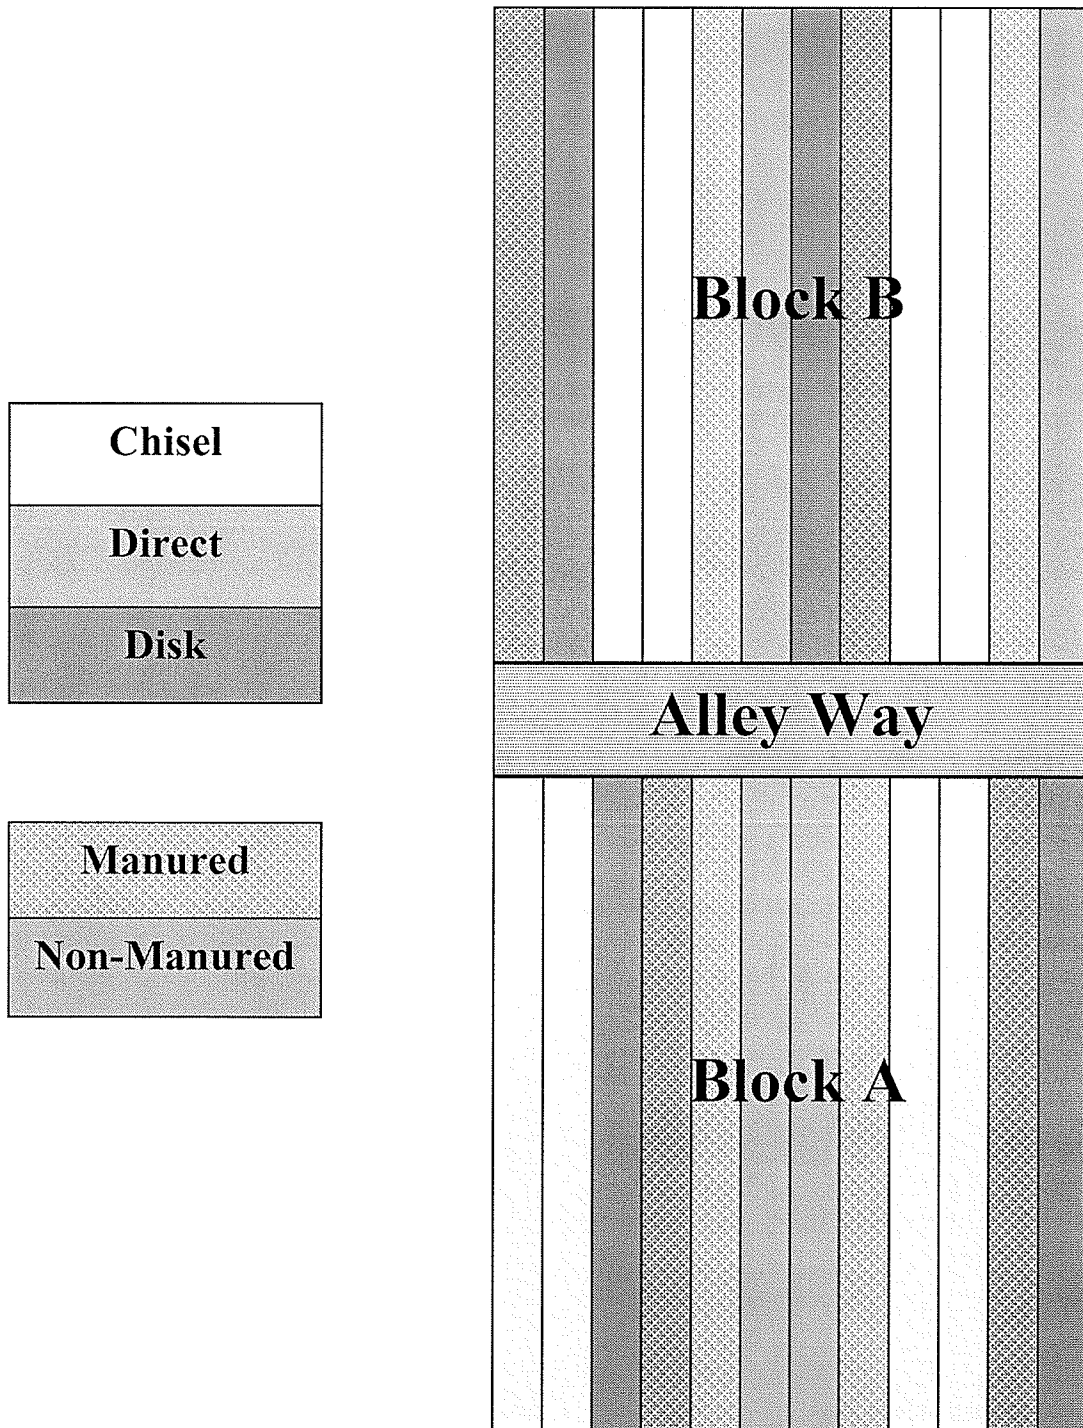 Block B
Chisel
Direct
Disk
Alley Way
Manured
Non-Manured
Block A